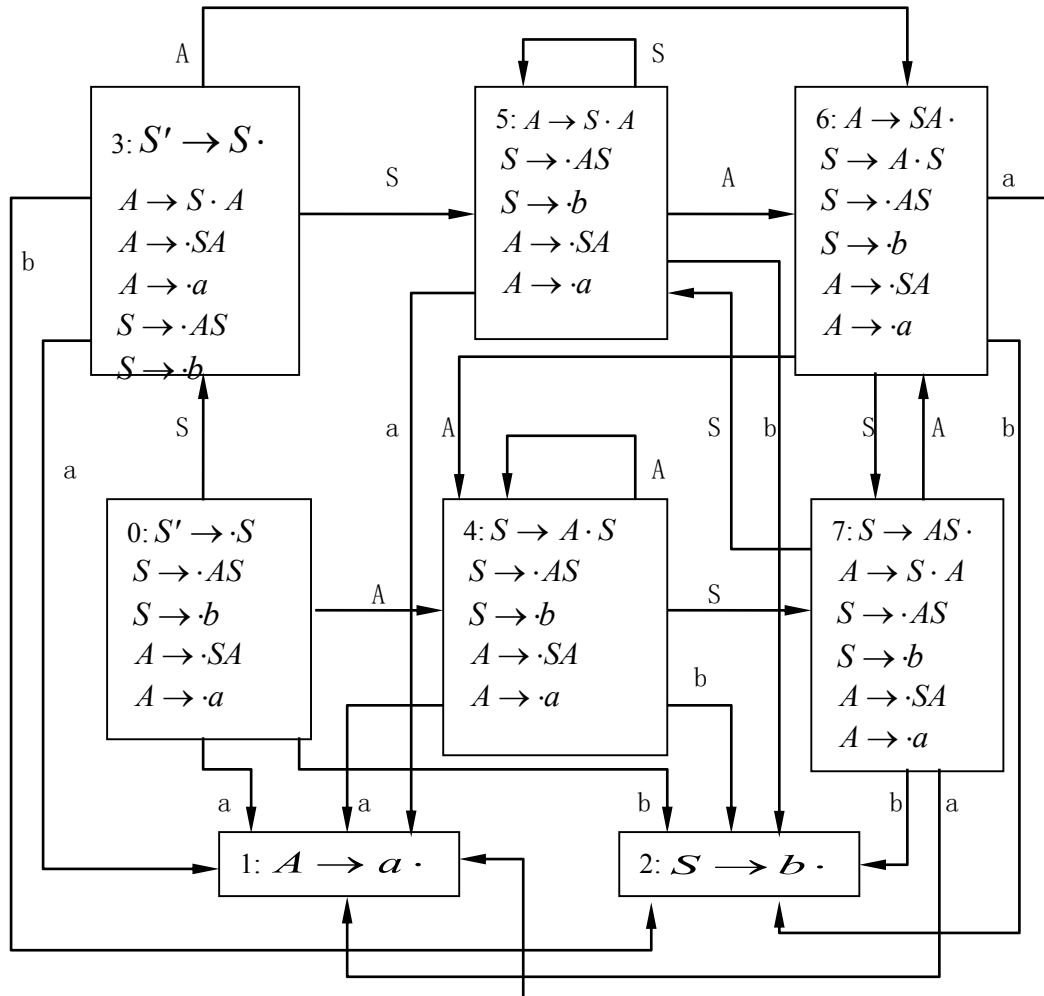 A
S
3: S′ → S ·
A → S · A
A → ·SA
A → ·a
S → ·AS
S → ·b
S
5: A → S · A
S → ·AS
S → ·b
A → ·SA
A → ·a
A
6: A → SA ·
S → A · S
S → ·AS
S → ·b
A → ·SA
A → ·a
a
b
a
S
a
A
A
S
b
S
A
b
0: S′ → ·S
S → ·AS
S → ·b
A → ·SA
A → ·a
A
4: S → A · S
S → ·AS
S → ·b
A → ·SA
A → ·a
S
b
7: S → AS ·
A → S · A
S → ·AS
S → ·b
A → ·SA
A → ·a
a
a
b
b
a
1: A → a ·
2: S → b ·